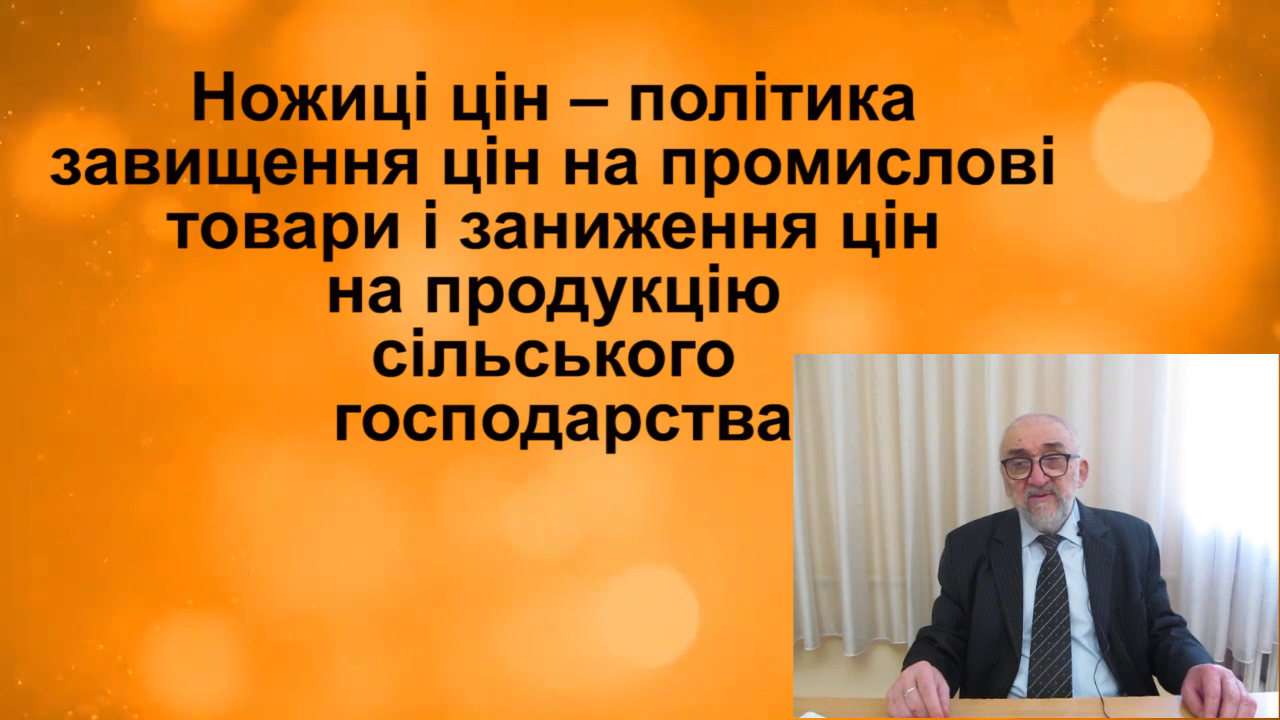 Ножиці цін – політика
завищення цін на промислові
товари і заниження цін
на продукцію
сільського
господарства